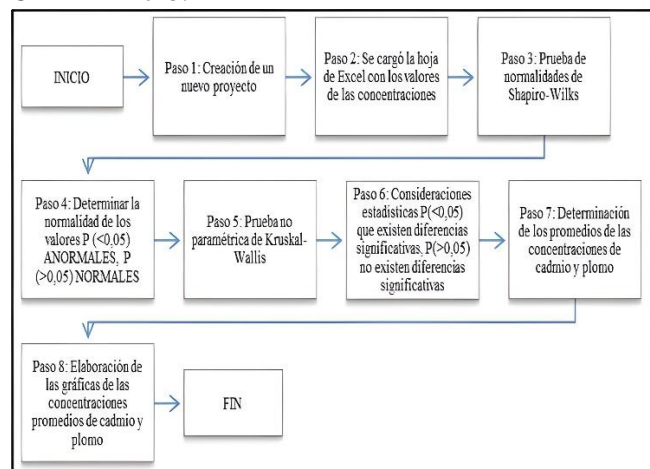 INICIO
Paso 1: Creación de un
nuevo proyecto
Paso 2: Se cargó la hoja
de Excel con los valores
de las concentraciones
Paso 3: Prueba de
normalidades de
Shapiro-Wilks
Paso 4: Determinar la
normalidad de los
valores P (<0,05)
ANORMALES, P
(>0,05) NORMALES
Paso 5: Prueba no
paramétrica de Kruskal-
Wallis
Paso 6: Consideraciones
estadísticas P(<0,05)
que existen diferencias
significativas, P(>0,05)
no existen diferencias
significativas
Paso 7: Determinación
de los promedios de las
concentraciones de
cadmio y plomo
Paso 8: Elaboración de
las gráficas de las
concentraciones
promedios de cadmio y
plomo
FIN